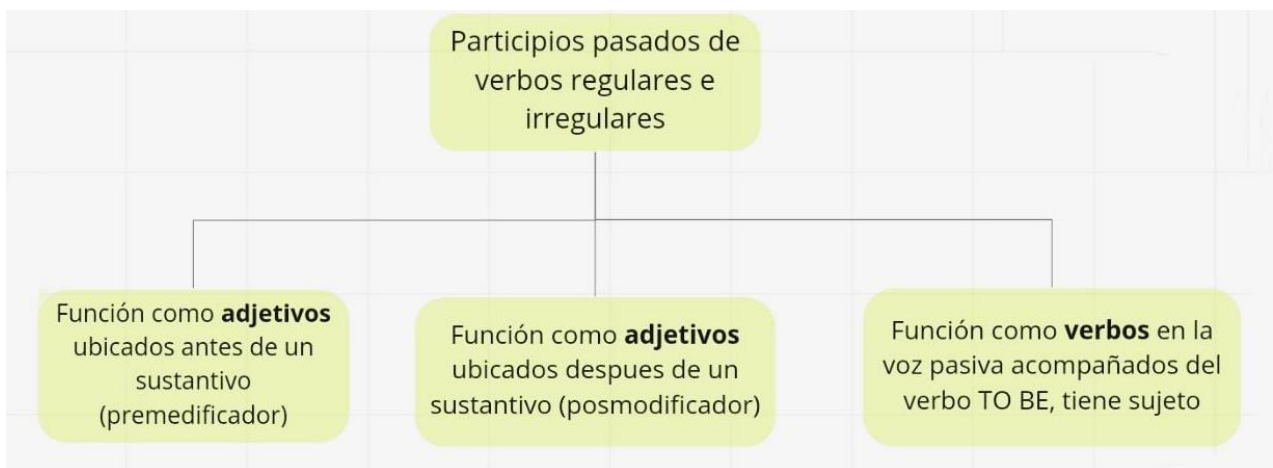 Participios pasados de
verbos regulares e
irregulares
Función como adjetivos
ubicados antes de un
sustantivo
(premedificador)
Función como adjetivos
ubicados despues de un
sustantivo (posmodificador)
Función como verbos en la
voz pasiva acompañados del
verbo TO BE, tiene sujeto